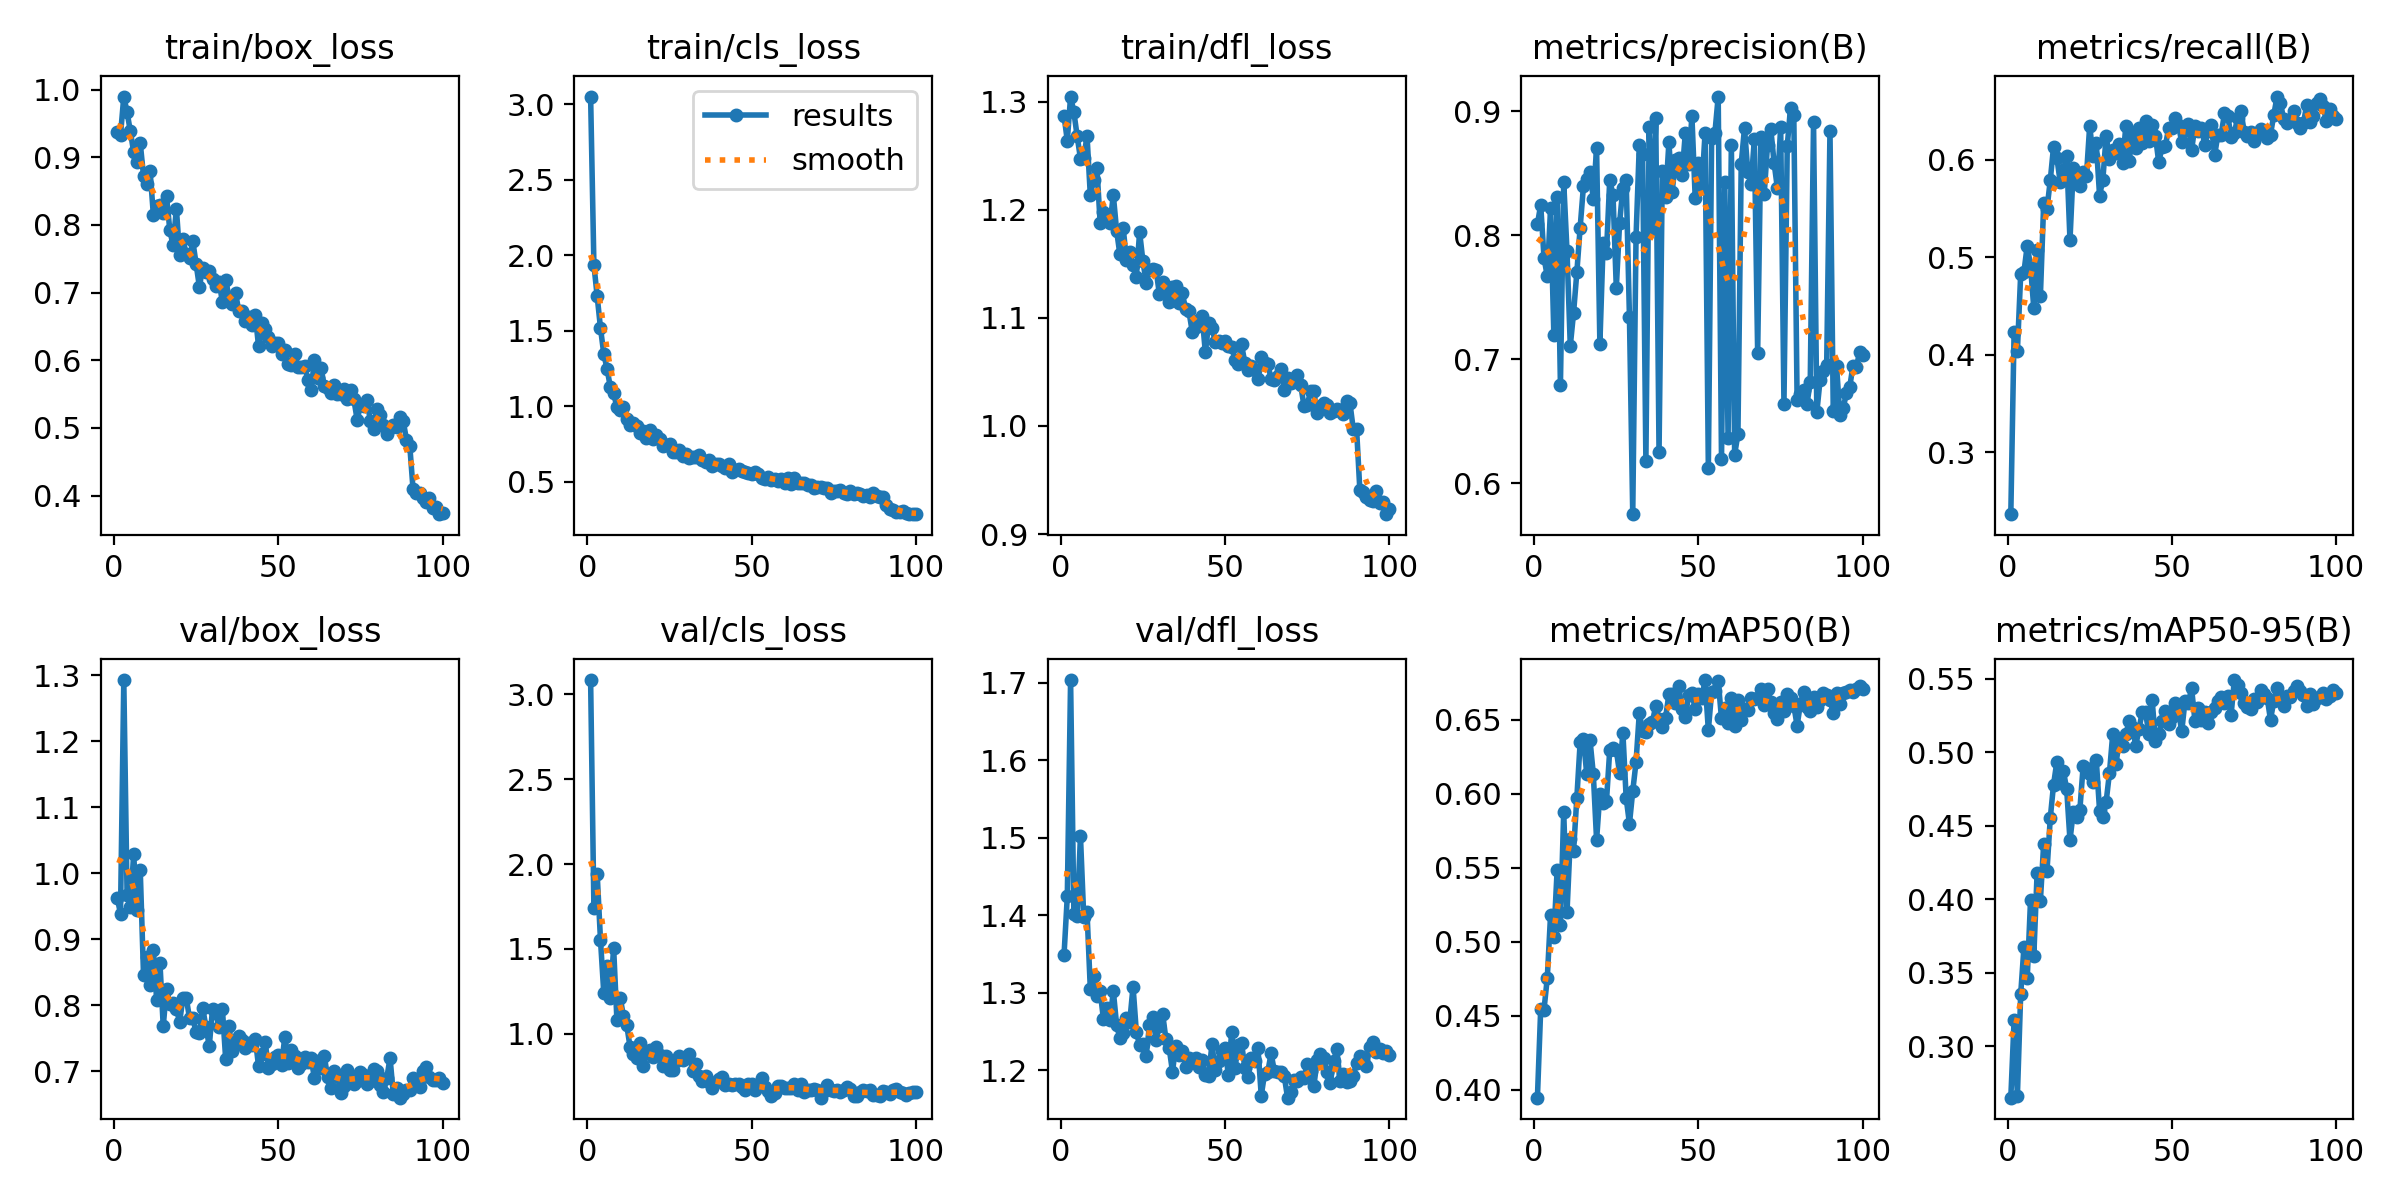 train/box_loss
1.0
0.9
0.8
0.7
0.6
0.5
0.4
0 50 100
train/cls_loss
results
smooth
3.0
2.5
2.0
1.5
1.0
0.5
0 50 100
train/dfl_loss
1.3
1.2
1.1
1.0
0.9
0 50 100
metrics/precision(B)
0.9
0.8
0.7
0.6
0 50 100
metrics/recall(B)
0.6
0.5
0.4
0.3
0 50 100
val/box_loss
1.3
1.2
1.1
1.0
0.9
0.8
0.7
0 50 100
val/cls_loss
3.0
2.5
2.0
1.5
1.0
0 50 100
val/dfl_loss
1.7
1.6
1.5
1.4
1.3
1.2
0 50 100
metrics/mAP50(B)
0.65
0.60
0.55
0.50
0.45
0.40
0 50 100
metrics/mAP50-95(B)
0.55
0.50
0.45
0.40
0.35
0.30
0 50 100